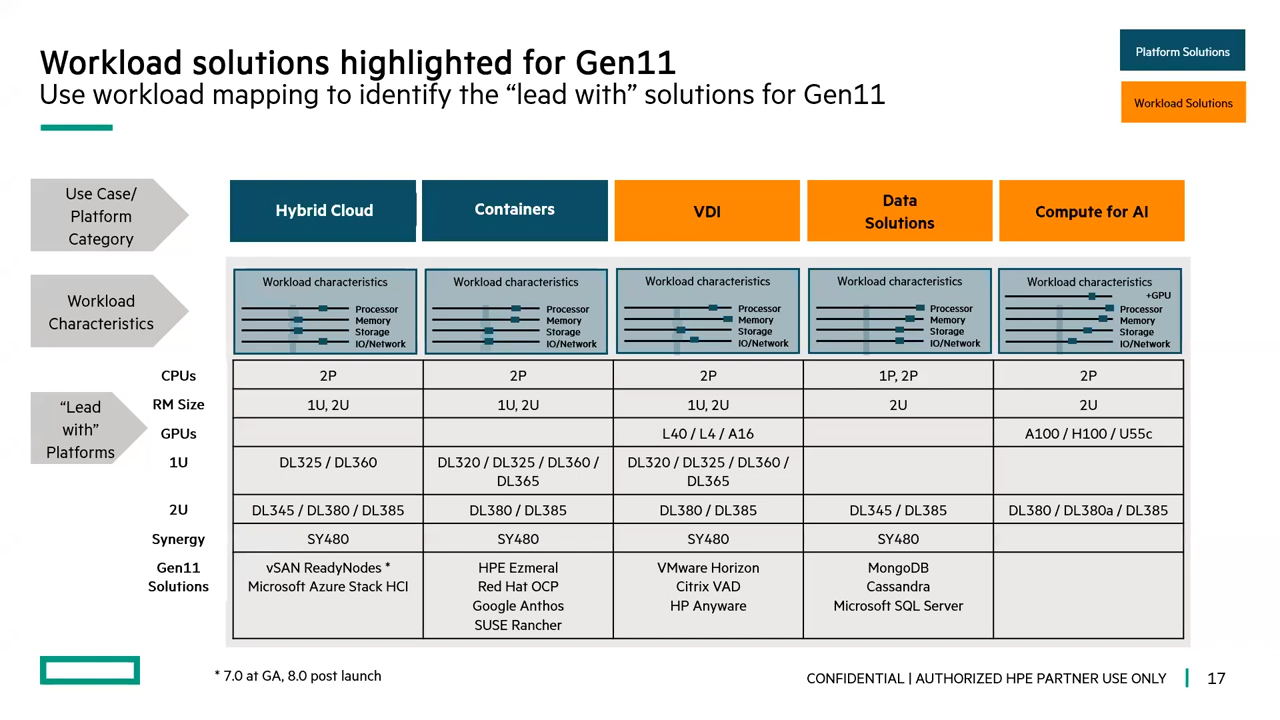 Workload solutions highlighted for Gen11
Use workload mapping to identify the “lead with” solutions for Gen11
Platform Solutions
Workload Solutions
Use Case/
Platform
Category
Hybrid Cloud
Containers
VDI
Data
Solutions
Compute for AI
Workload
Characteristics
Workload characteristics
Processor
Memory
Storage
IO/Network
Workload characteristics
Processor
Memory
Storage
IO/Network
Workload characteristics
Processor
Memory
Storage
IO/Network
Workload characteristics
Processor
Memory
Storage
IO/Network
Workload characteristics
+GPU
Processor
Memory
Storage
IO/Network
“Lead
with”
Platforms
CPUs
2P
2P
2P
1P, 2P
2P
RM Size
1U, 2U
1U, 2U
1U, 2U
2U
2U
GPUs
L40 / L4 / A16
A100 / H100 / U55c
1U
DL325 / DL360
DL320 / DL325 / DL360 /
DL365
DL320 / DL325 / DL360 /
DL365
2U
DL345 / DL380 / DL385
DL380 / DL385
DL380 / DL385
DL345 / DL385
DL380 / DL380a / DL385
Synergy
SY480
SY480
SY480
SY480
Gen11
Solutions
vSAN ReadyNodes *
Microsoft Azure Stack HCI
HPE Ezmeral
Red Hat OCP
Google Anthos
SUSE Rancher
VMware Horizon
Citrix VAD
HP Anyware
MongoDB
Cassandra
Microsoft SQL Server
* 7.0 at GA, 8.0 post launch
CONFIDENTIAL | AUTHORIZED HPE PARTNER USE ONLY
17